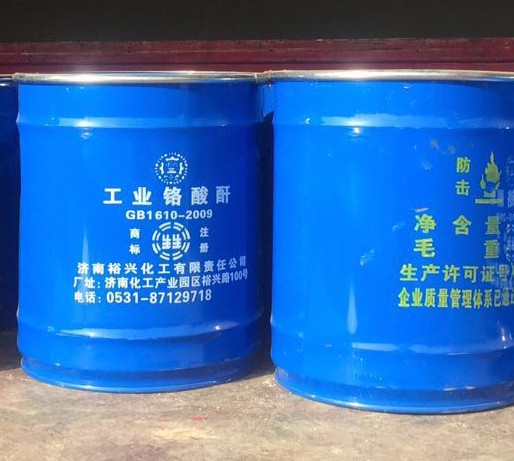 工业铬酸酐
GB1610-2009
商标 注册
济南裕兴化工有限责任公司
厂址:济南化工产业园区裕兴路100号
电话:0531-87129718
防
击
净含量
毛 重
生产许可证
企业质量管理体系已